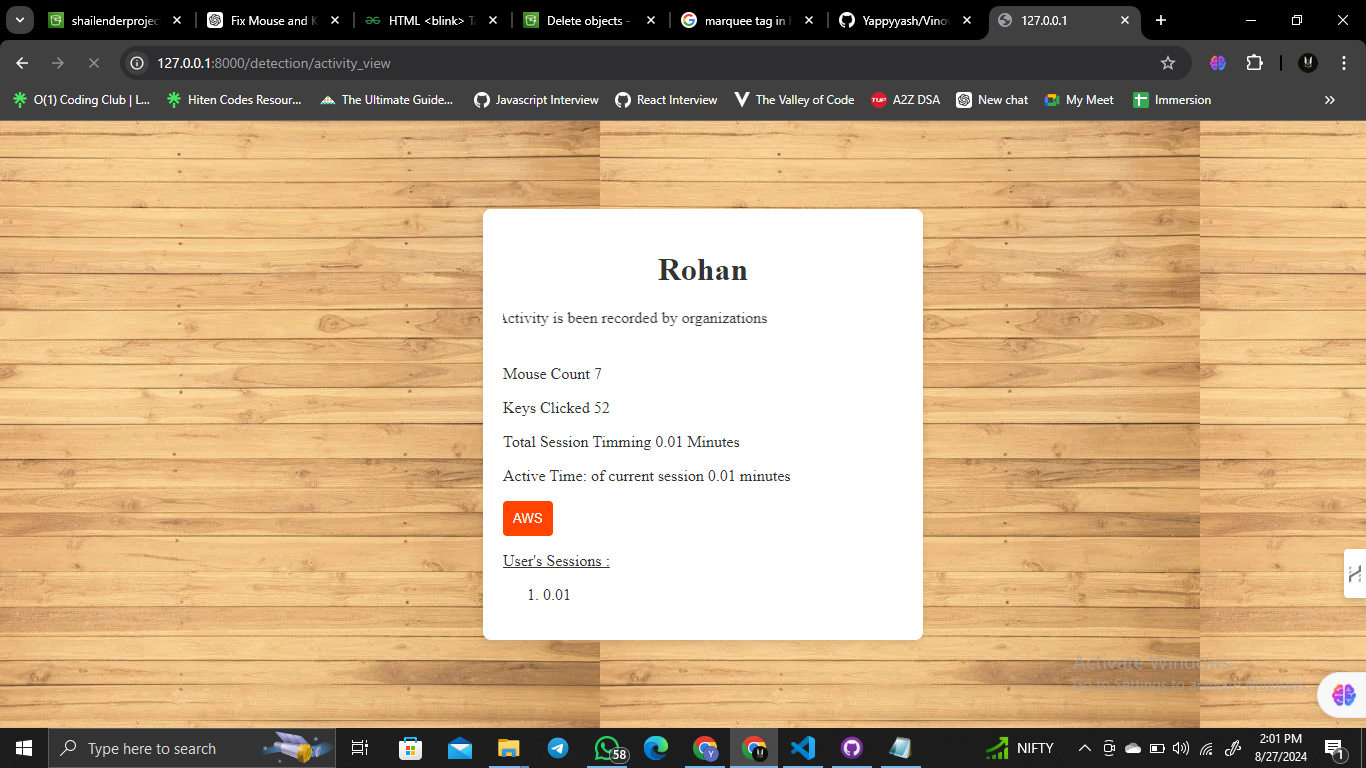 shailenderprojec
Fix Mouse and K
HTML <blink> Ta
Delete objects -
marquee tag in h
Yappyyash/Vinov
127.0.0.1
127.0.0.1:8000/detection/activity_view
O(1) Coding Club | L...
Hiten Codes Resour...
The Ultimate Guide...
Javascript Interview
React Interview
The Valley of Code
TUF
A2Z DSA
New chat
My Meet
Immersion
Rohan
Activity is been recorded by organizations
Mouse Count 7
Keys Clicked 52
Total Session Timming 0.01 Minutes
Active Time: of current session 0.01 minutes
AWS
User's Sessions :
1. 0.01
Activate Windows
Go to Settings to activate Windows.
Type here to search
58
NIFTY
2:01 PM
8/27/2024
1